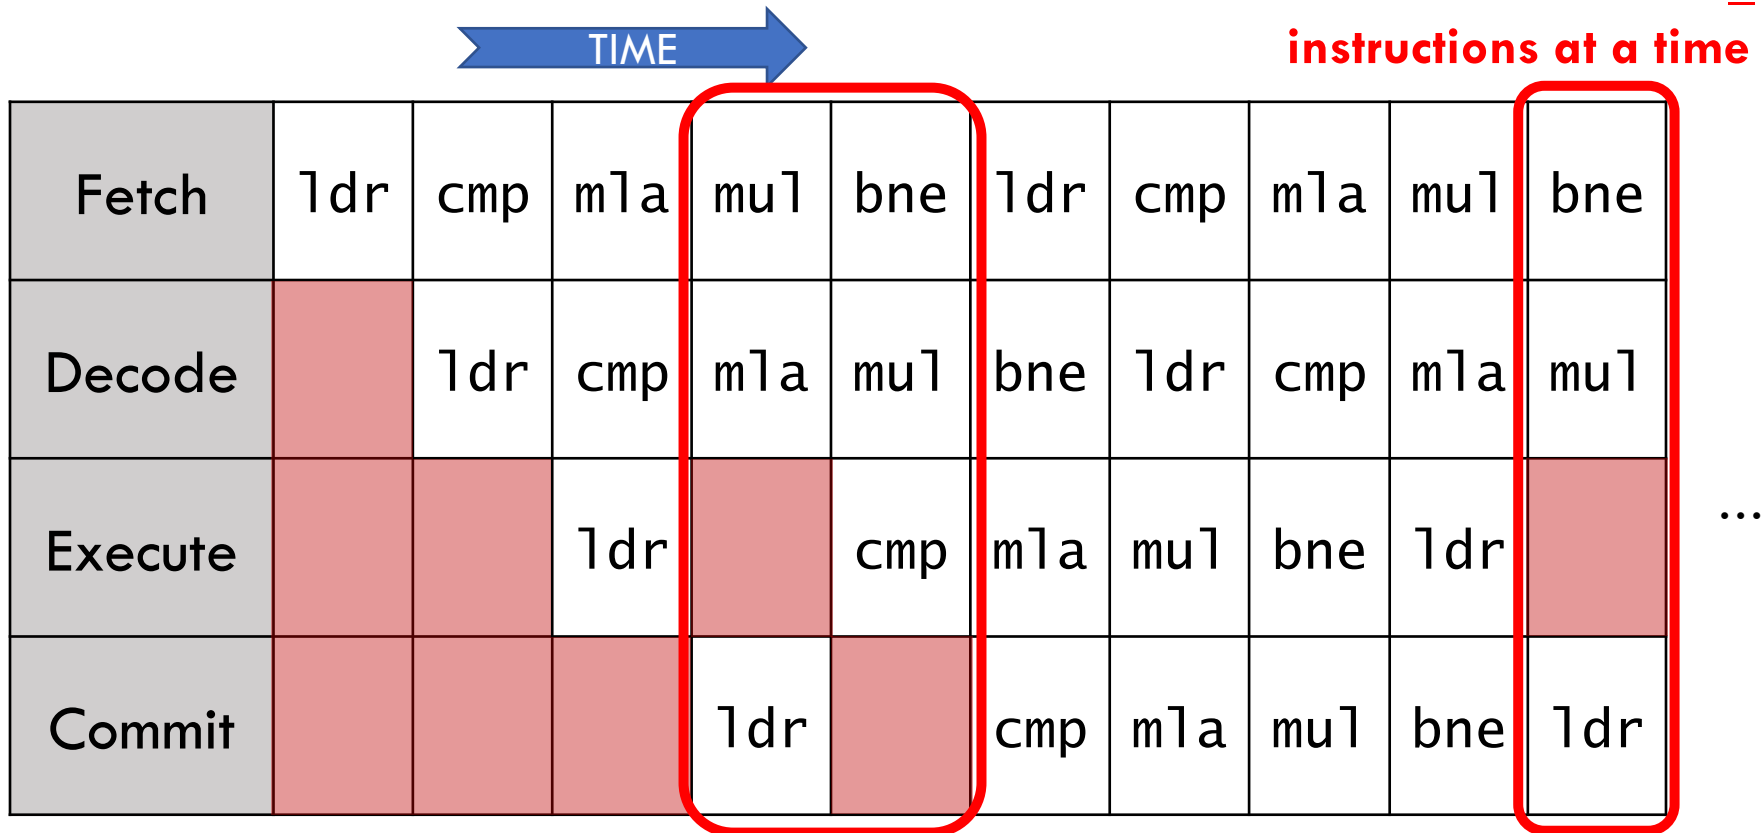 TIME
instructions at a time
Fetch ldr cmp mla mul bne ldr cmp mla mul bne
Decode ldr cmp mla mul bne ldr cmp mla mul
Execute ldr cmp mla mul bne ldr
...
Commit ldr cmp mla mul bne ldr